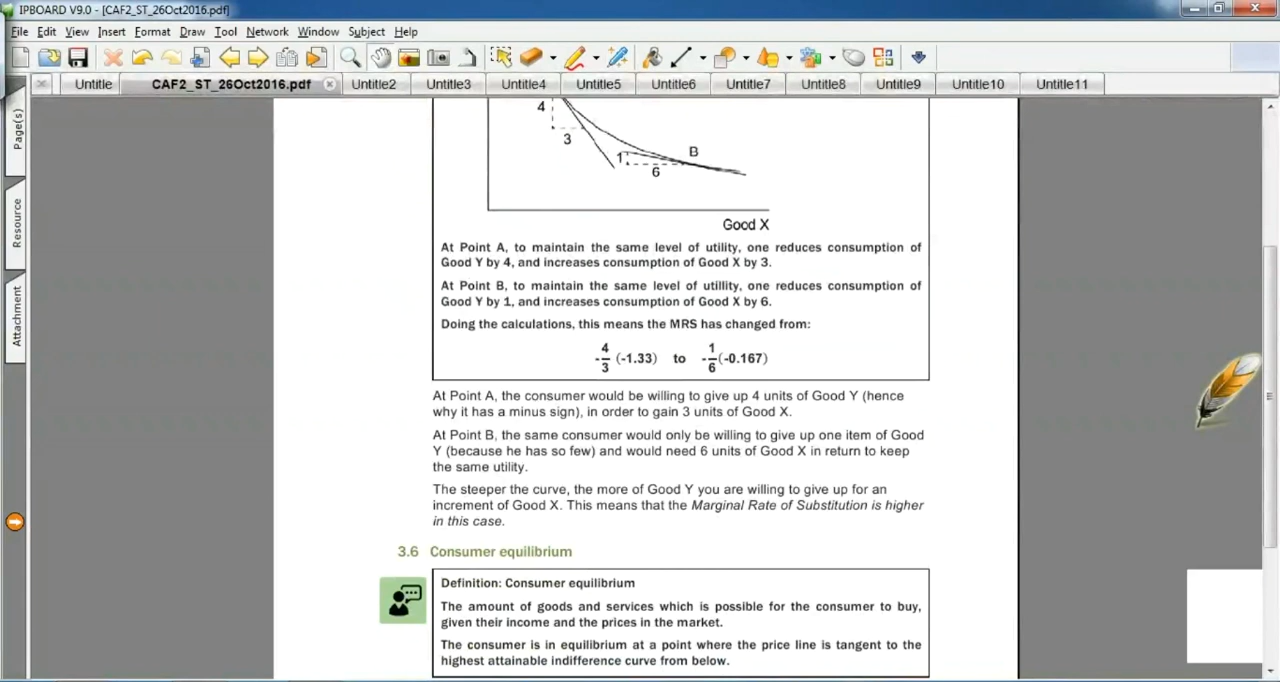 IPBOARD V9.0 - [CAF2_ST_26Oct2016.pdf]
File Edit View Insert Format Draw Tool Network Window Subject Help
Untitle CAF2_ST_26Oct2016.pdf Untitle2 Untitle3 Untitle4 Untitle5 Untitle6 Untitle7 Untitle8 Untitle9 Untitle10 Untitle11
Page(s)
Resource
Attachment
4
3
1
6
B
Good X
At Point A, to maintain the same level of utility, one reduces consumption of
Good Y by 4, and increases consumption of Good X by 3.
At Point B, to maintain the same level of utillity, one reduces consumption of
Good Y by 1, and increases consumption of Good X by 6.
Doing the calculations, this means the MRS has changed from:
-4/3 (-1.33) to -1/6 (-0.167)
At Point A, the consumer would be willing to give up 4 units of Good Y (hence
why it has a minus sign), in order to gain 3 units of Good X.
At Point B, the same consumer would only be willing to give up one item of Good
Y (because he has so few) and would need 6 units of Good X in return to keep
the same utility.
The steeper the curve, the more of Good Y you are willing to give up for an
increment of Good X. This means that the Marginal Rate of Substitution is higher
in this case.
3.6 Consumer equilibrium
Definition: Consumer equilibrium
The amount of goods and services which is possible for the consumer to buy,
given their income and the prices in the market.
The consumer is in equilibrium at a point where the price line is tangent to the
highest attainable indifference curve from below.